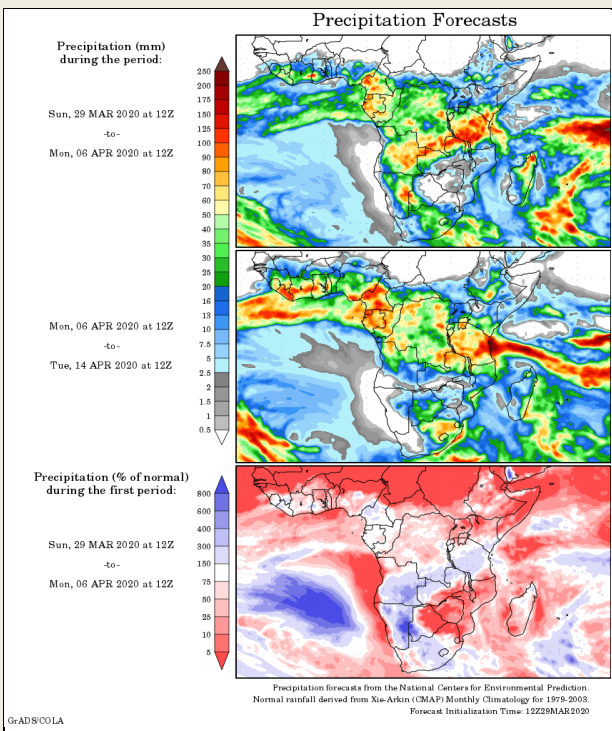 Precipitation Forecasts
Precipitation (mm)
during the period:
Sun, 29 MAR 2020 at 12Z
-to-
Mon, 06 APR 2020 at 12Z
250
200
175
150
125
100
90
80
70
60
50
40
35
30
25
20
16
13
10
7.5
5
2.5
2
1.5
1
0.5
Mon, 06 APR 2020 at 12Z
-to-
Tue, 14 APR 2020 at 12Z
Precipitation (% of normal)
during the first period:
Sun, 29 MAR 2020 at 12Z
-to-
Mon, 06 APR 2020 at 12Z
800
600
400
300
150
75
50
25
10
5
Precipitation forecasts from the National Centers for Environmental Prediction.
Normal rainfall derived from Xie-Arkin (CMAP) Monthly Climatology for 1979-2003.
Forecast Initialization Time: 12Z29MAR2020
GrADS/COLA